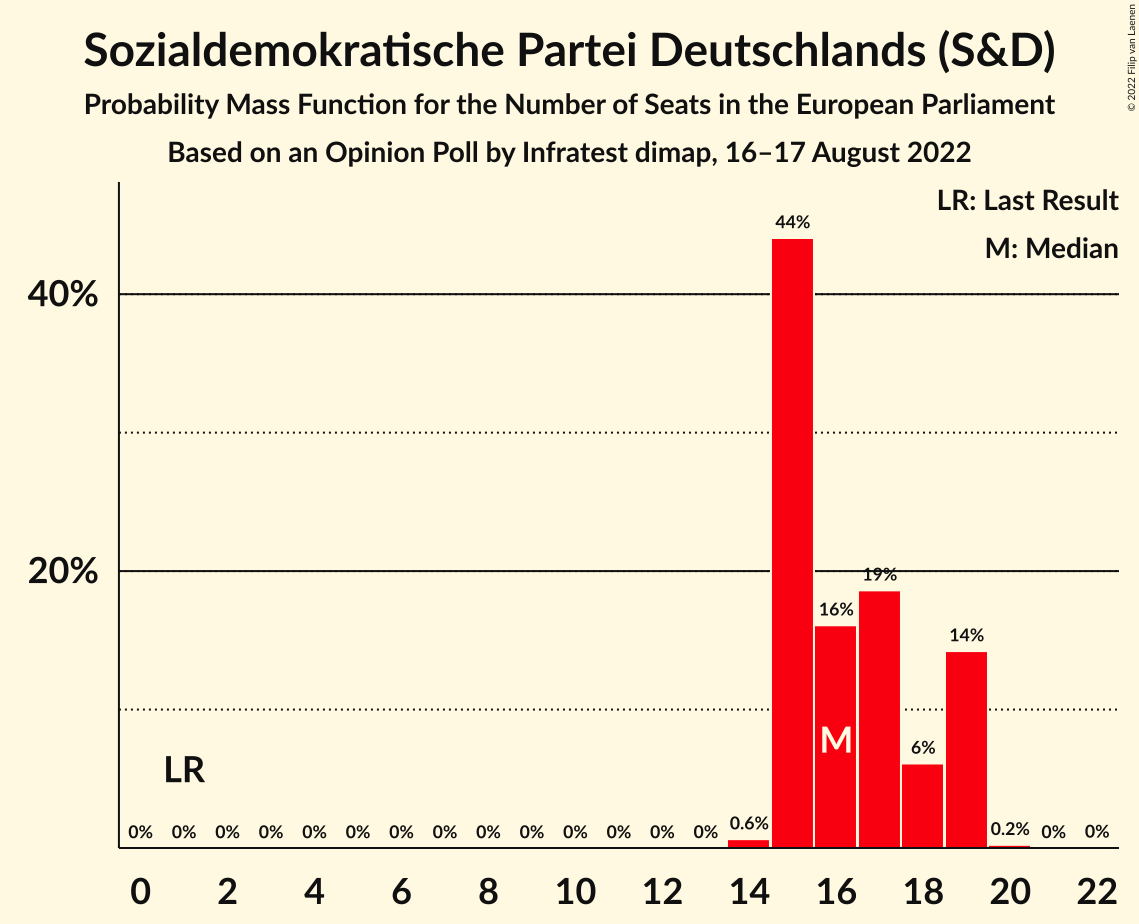 Sozialdemokratische Partei Deutschlands (S&D)
Probability Mass Function for the Number of Seats in the European Parliament
Based on an Opinion Poll by Infratest dimap, 16–17 August 2022
© 2022 Filip van Laenen
LR: Last Result
M: Median
44%
40%
20%
19%
16%
14%
M
6%
LR
0% 0% 0% 0% 0% 0% 0% 0% 0% 0% 0% 0% 0% 0% 0.6% 0.2% 0% 0%
0 2 4 6 8 10 12 14 16 18 20 22